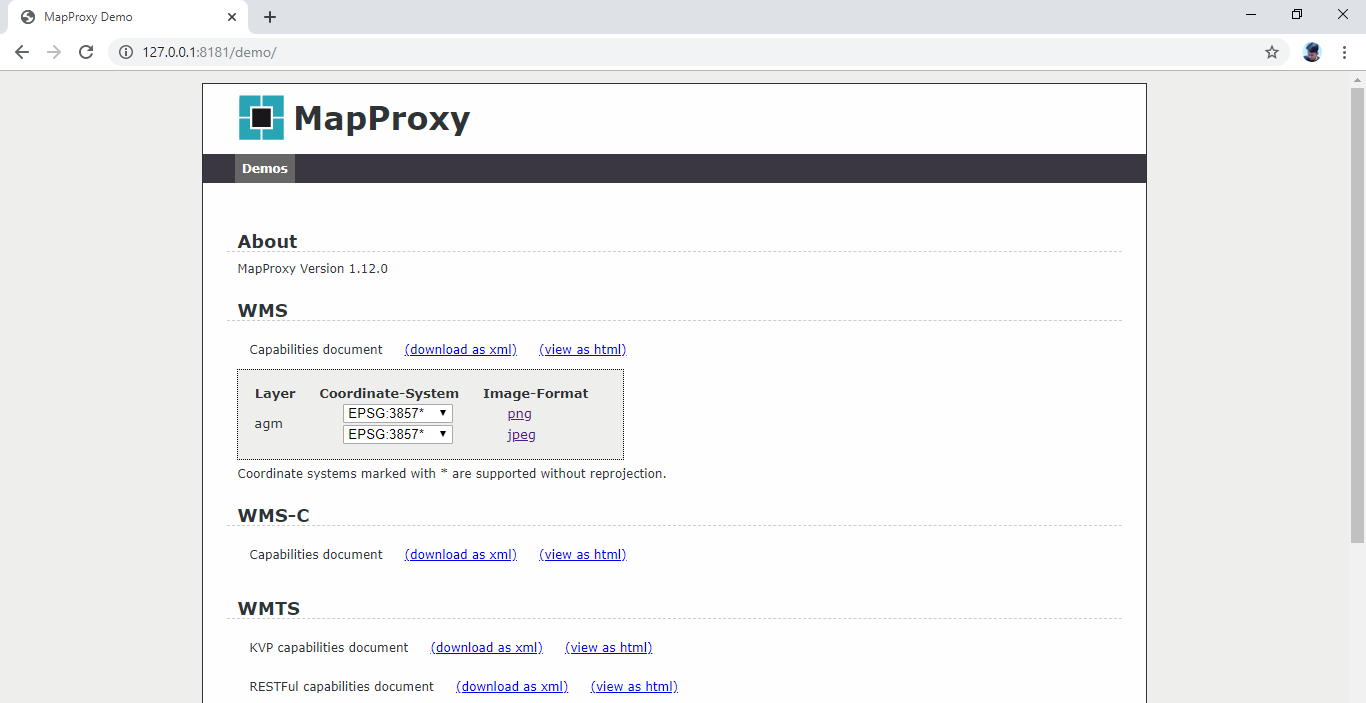 MapProxy Demo
127.0.0.1:8181/demo/
MapProxy
Demos
About
MapProxy Version 1.12.0
WMS
Capabilities document (download as xml) (view as html)
Layer Coordinate-System Image-Format
EPSG:3857* png
agm
EPSG:3857* jpeg
Coordinate systems marked with * are supported without reprojection.
WMS-C
Capabilities document (download as xml) (view as html)
WMTS
KVP capabilities document (download as xml) (view as html)
RESTFul capabilities document (download as xml) (view as html)